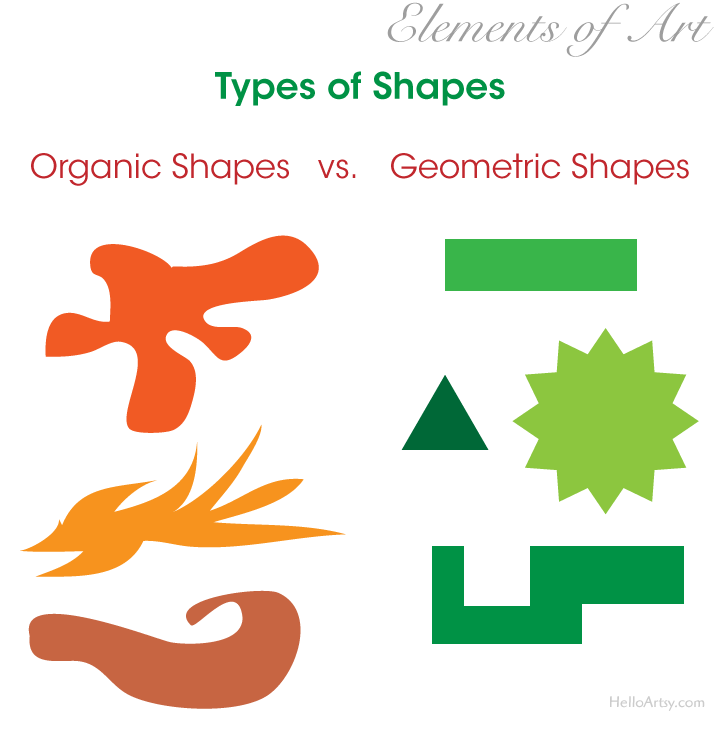 Elements of Art
Types of Shapes
Organic Shapes vs. Geometric Shapes
HelloArtsy.com